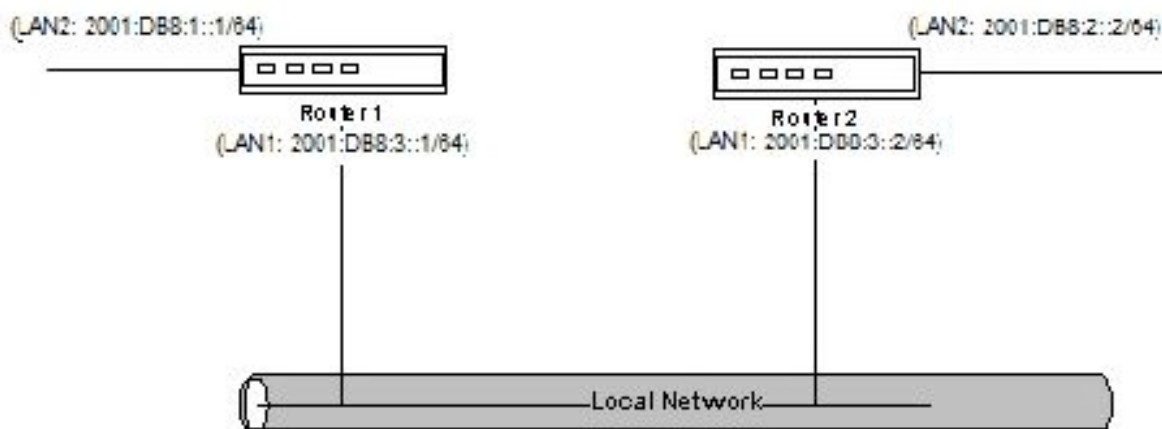 (LAN2: 2001:DB8:1::1/64)
(LAN2: 2001:DB8:2::2/64)
Router1
Router2
(LAN1: 2001:DB8:3::1/64)
(LAN1: 2001:DB8:3::2/64)
Local Network